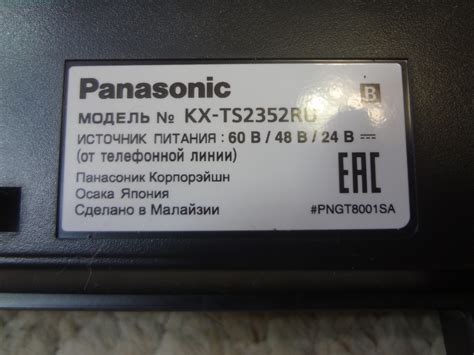 Panasonic B
МОДЕЛЬ № KX-TS2352RU
ИСТОЧНИК ПИТАНИЯ: 60 В / 48 В / 24 В
(от телефонной линии)
Панасоник Корпорэйшн
Осака Япония
Сделано в Малайзии
EAC
#PNGT8001SA